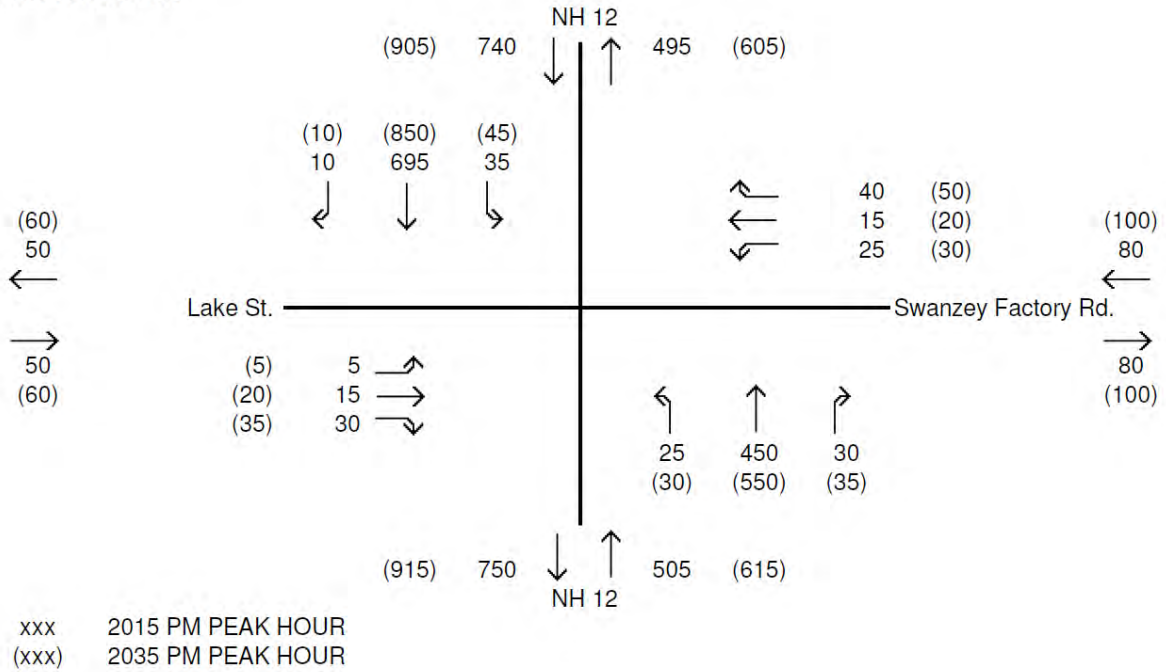 NH 12
(905) 740 495 (605)
(10) (850) (45)
10 695 35
40 (50)
(60) 15 (20) (100)
50 25 (30) 80
Lake St. Swanzey Factory Rd.
50 (5) 5 80
(60) (20) 15 (100)
(35) 30
25 450 30
(30) (550) (35)
(915) 750 505 (615)
NH 12
xxx 2015 PM PEAK HOUR
(xxx) 2035 PM PEAK HOUR